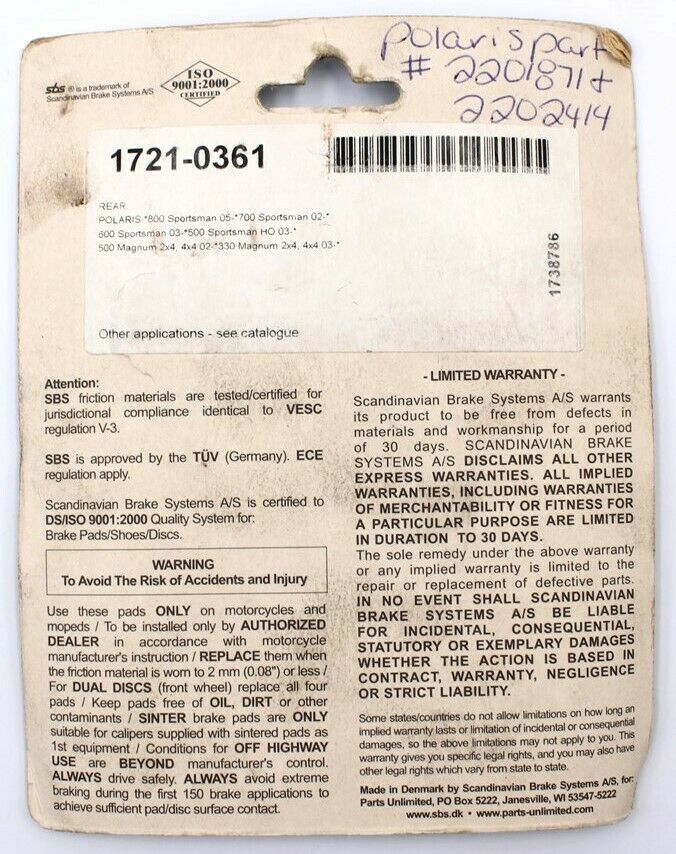 Polaris part
# 2201871 &
2202414
sbs ® is a trademark of
Scandinavian Brake Systems A/S
ISO
9001:2000
CERTIFIED
1721-0361
REAR
POLARIS *800 Sportsman 05-*700 Sportsman 02-*
600 Sportsman 03-*500 Sportsman HO 03-*
500 Magnum 2x4, 4x4 02-*330 Magnum 2x4, 4x4 03-*
1738786
Other applications - see catalogue
Attention:
SBS friction materials are tested/certified for
jurisdictional compliance identical to VESC
regulation V-3.
SBS is approved by the TÜV (Germany). ECE
regulation apply.
Scandinavian Brake Systems A/S is certified to
DS/ISO 9001:2000 Quality System for:
Brake Pads/Shoes/Discs.
WARNING
To Avoid The Risk of Accidents and Injury
Use these pads ONLY on motorcycles and
mopeds / To be installed only by AUTHORIZED
DEALER in accordance with motorcycle
manufacturer's instruction / REPLACE them when
the friction material is worn to 2 mm (0.08") or less /
For DUAL DISCS (front wheel) replace all four
pads / Keep pads free of OIL, DIRT or other
contaminants / SINTER brake pads are ONLY
suitable for calipers supplied with sintered pads as
1st equipment / Conditions for OFF HIGHWAY
USE are BEYOND manufacturer's control.
ALWAYS drive safely. ALWAYS avoid extreme
braking during the first 150 brake applications to
achieve sufficient pad/disc surface contact.
- LIMITED WARRANTY -
Scandinavian Brake Systems A/S warrants
its product to be free from defects in
materials and workmanship for a period
of 30 days. SCANDINAVIAN BRAKE
SYSTEMS A/S DISCLAIMS ALL OTHER
EXPRESS WARRANTIES. ALL IMPLIED
WARRANTIES, INCLUDING WARRANTIES
OF MERCHANTABILITY OR FITNESS FOR
A PARTICULAR PURPOSE ARE LIMITED
IN DURATION TO 30 DAYS.
The sole remedy under the above warranty
or any implied warranty is limited to the
repair or replacement of defective parts.
IN NO EVENT SHALL SCANDINAVIAN
BRAKE SYSTEMS A/S BE LIABLE
FOR INCIDENTAL, CONSEQUENTIAL,
STATUTORY OR EXEMPLARY DAMAGES
WHETHER THE ACTION IS BASED IN
CONTRACT, WARRANTY, NEGLIGENCE
OR STRICT LIABILITY.
Some states/countries do not allow limitations on how long an
implied warranty lasts or limitation of incidental or consequential
damages, so the above limitations may not apply to you. This
warranty gives you specific legal rights, and you may also have
other legal rights which vary from state to state.
Made in Denmark by Scandinavian Brake Systems A/S, for:
Parts Unlimited, PO Box 5222, Janesville, WI 53547-5222
www.sbs.dk • www.parts-unlimited.com